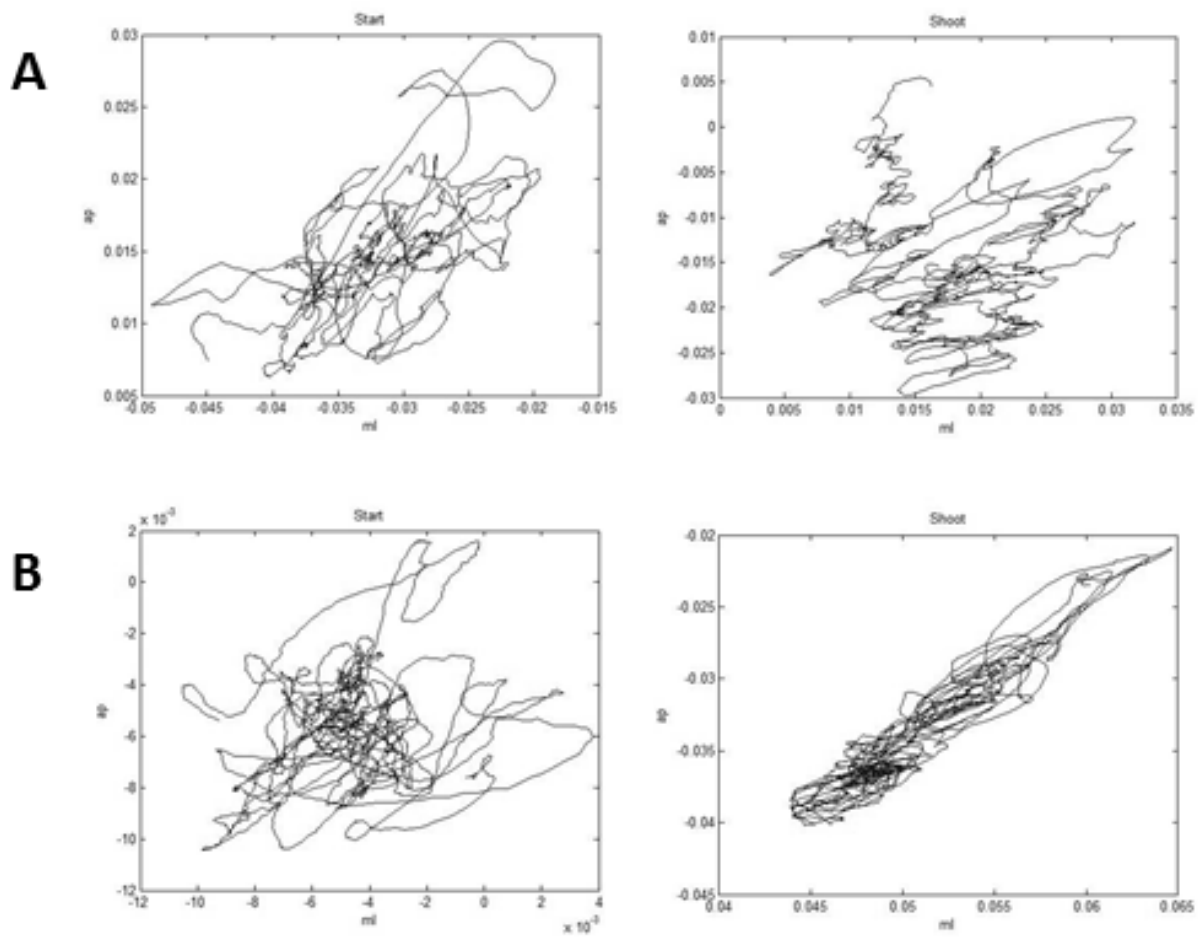 A
Start
0.03
0.025
0.02
0.015
0.01
0.005
ap
-0.05 -0.045 -0.04 -0.035 -0.03 -0.025 -0.02 -0.015
ml
Shoot
0.01
0.005
0
-0.005
-0.01
-0.015
-0.02
-0.025
-0.03
ap
0 0.005 0.01 0.015 0.02 0.025 0.03 0.035
ml
B
x 10⁻³
Start
2
0
-2
-4
-6
-8
-10
-12
ap
-12 -10 -8 -6 -4 -2 0 2 4
ml
x 10⁻³
Shoot
-0.02
-0.025
-0.03
-0.035
-0.04
-0.045
ap
0.04 0.045 0.05 0.055 0.06 0.065
ml